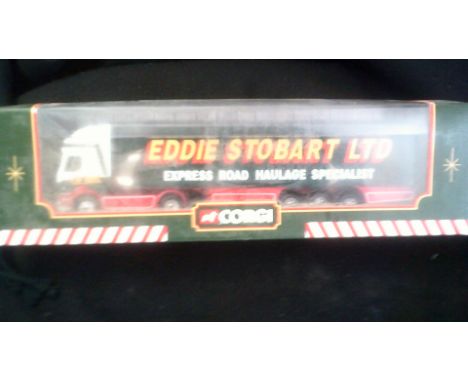 EDDIE STOBART LTD
EXPRESS ROAD HAULAGE SPECIALIST
CORGI